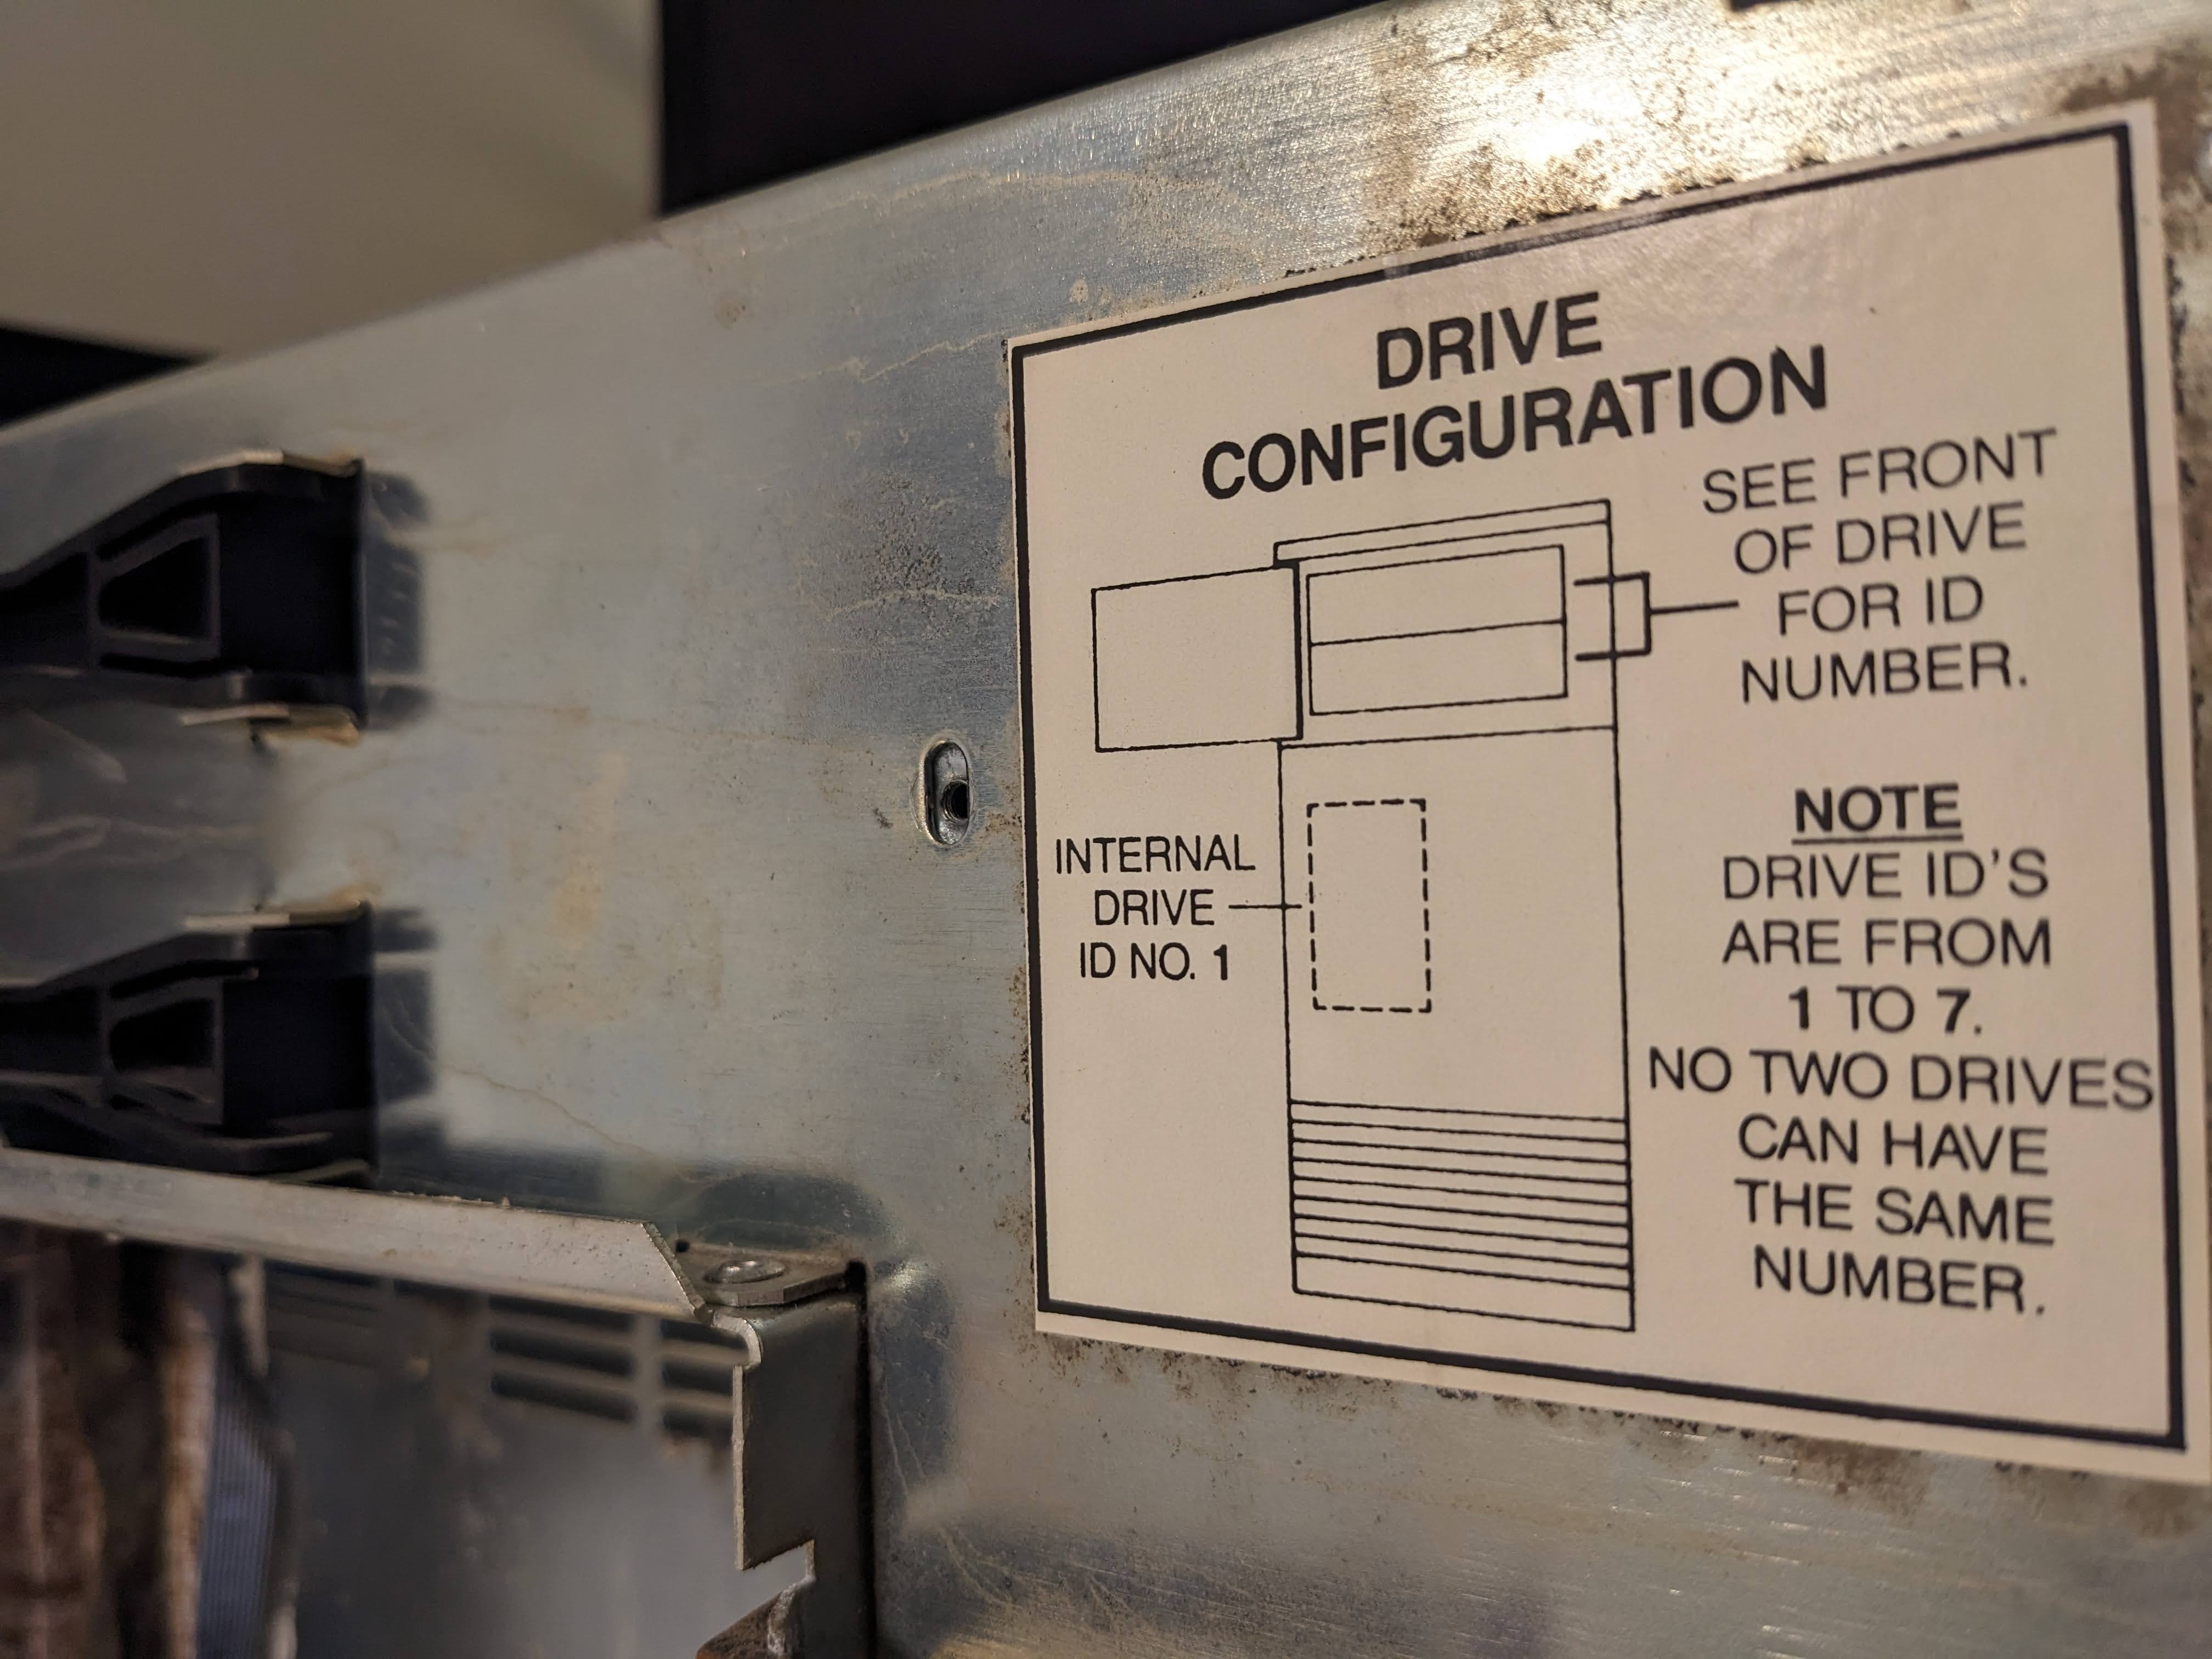 DRIVE
CONFIGURATION
SEE FRONT
OF DRIVE
FOR ID
NUMBER.
INTERNAL
DRIVE
ID NO. 1
NOTE
DRIVE ID'S
ARE FROM
1 TO 7.
NO TWO DRIVES
CAN HAVE
THE SAME
NUMBER.